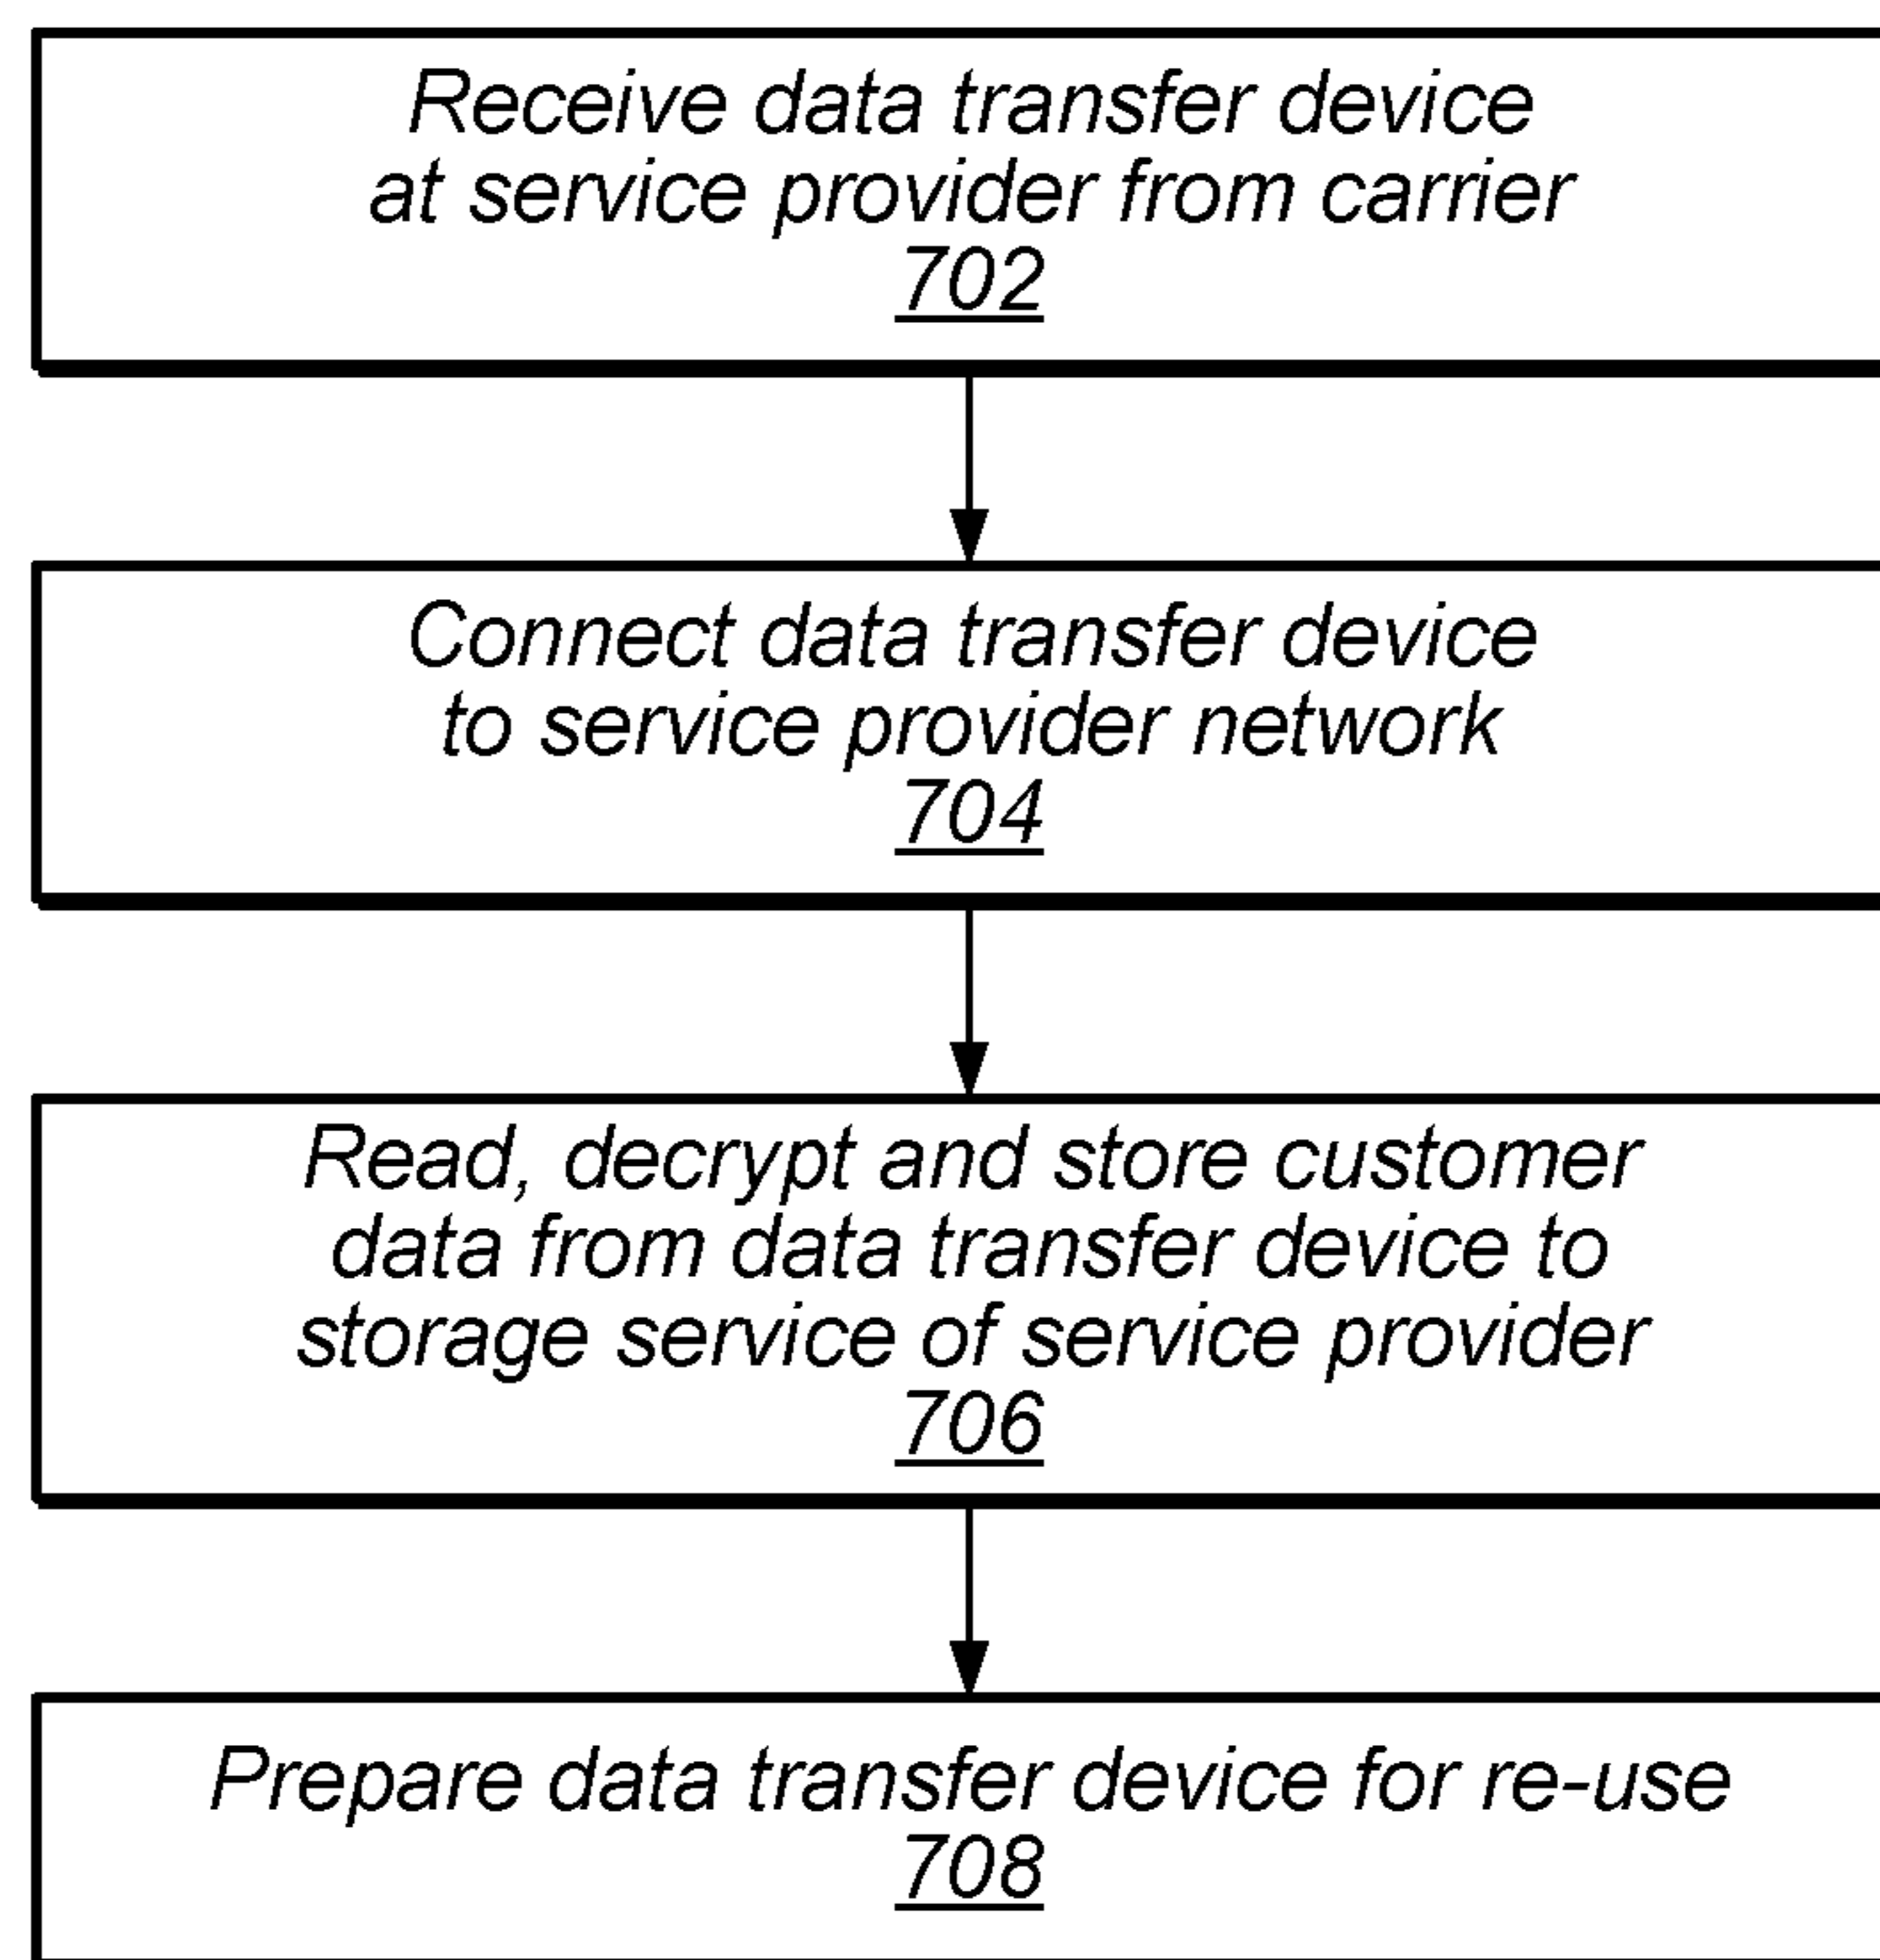 Receive data transfer device
at service provider from carrier
702
Connect data transfer device
to service provider network
704
Read, decrypt and store customer
data from data transfer device to
storage service of service provider
706
Prepare data transfer device for re-use
708